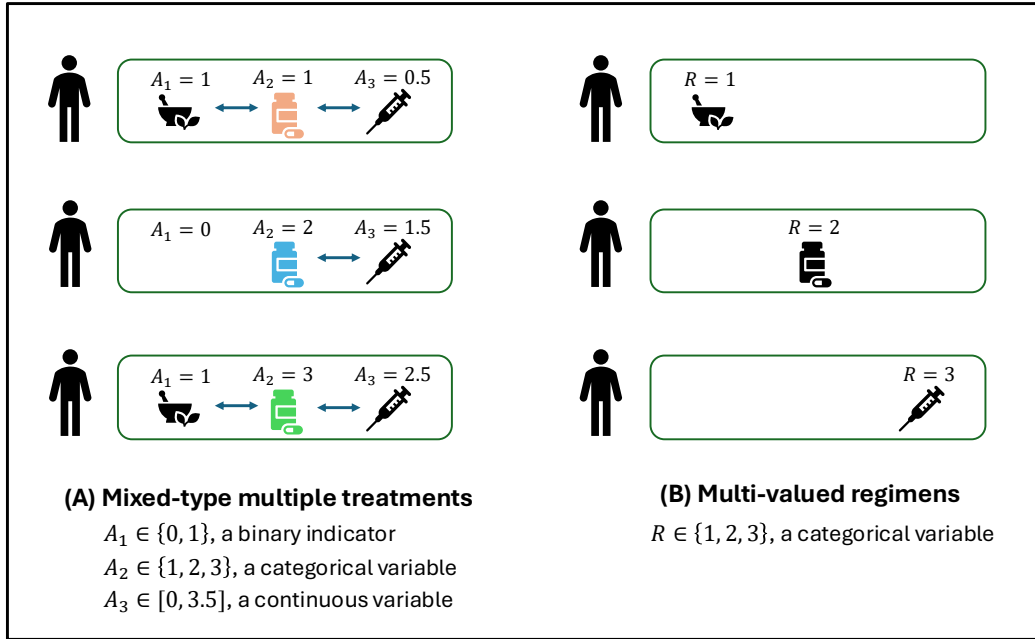 A₁ = 1 A₂ = 1 A₃ = 0.5
R = 1
A₁ = 0 A₂ = 2 A₃ = 1.5
R = 2
A₁ = 1 A₂ = 3 A₃ = 2.5
R = 3
(A) Mixed-type multiple treatments
A₁ ∈ {0, 1}, a binary indicator
A₂ ∈ {1, 2, 3}, a categorical variable
A₃ ∈ [0, 3.5], a continuous variable
(B) Multi-valued regimens
R ∈ {1, 2, 3}, a categorical variable